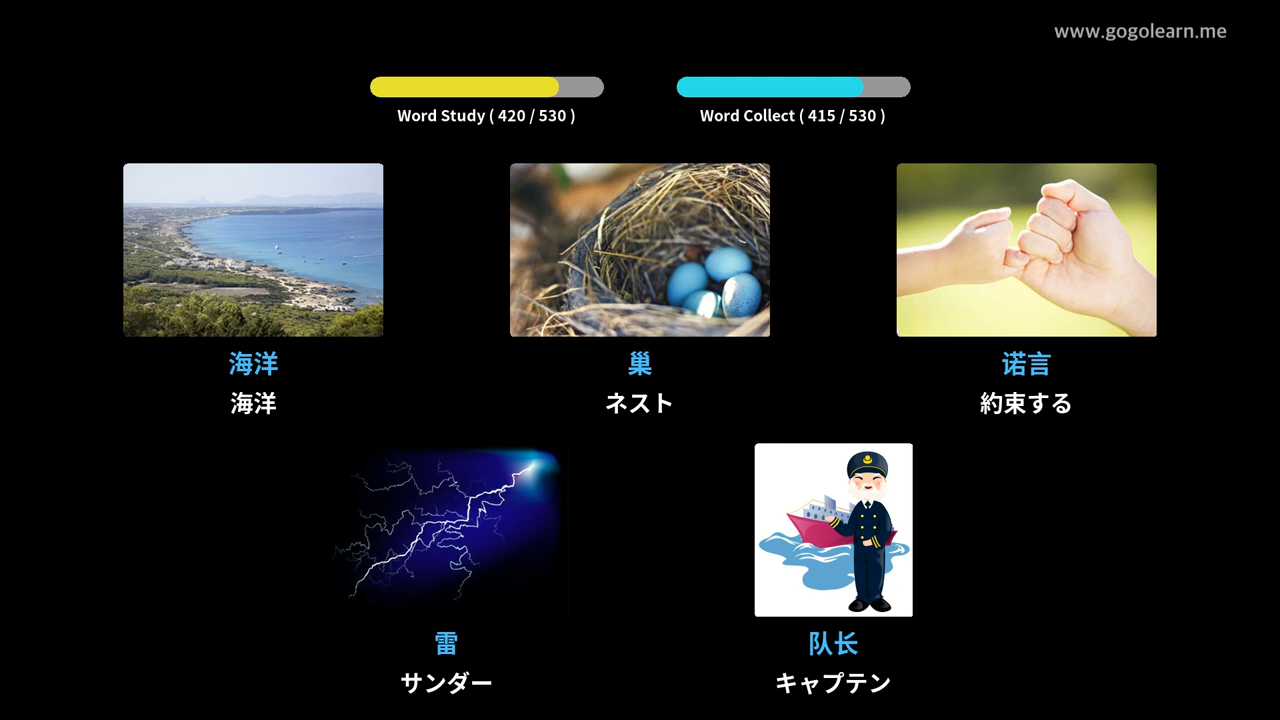 www.gogolearn.me
Word Study ( 420 / 530 )
Word Collect ( 415 / 530 )
海洋
海洋
巢
ネスト
诺言
約束する
雷
サンダー
队长
キャプテン